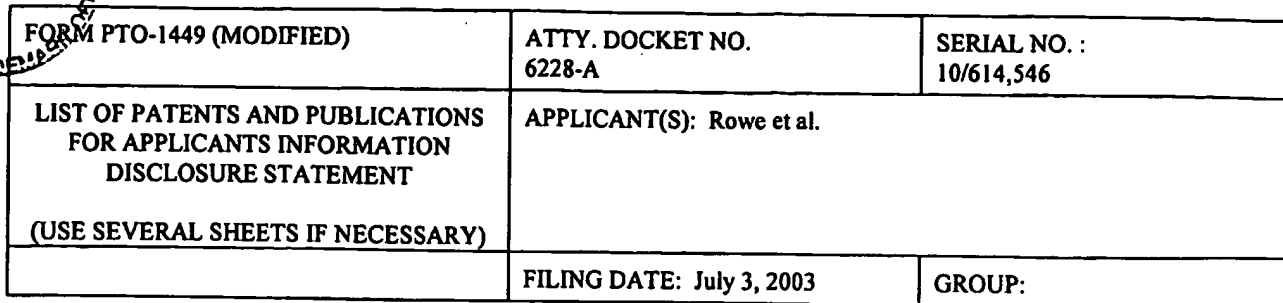 FORM PTO-1449 (MODIFIED)
ATTY. DOCKET NO.
6228-A
SERIAL NO. :
10/614,546
LIST OF PATENTS AND PUBLICATIONS
FOR APPLICANTS INFORMATION
DISCLOSURE STATEMENT
(USE SEVERAL SHEETS IF NECESSARY)
APPLICANT(S): Rowe et al.
FILING DATE: July 3, 2003
GROUP: